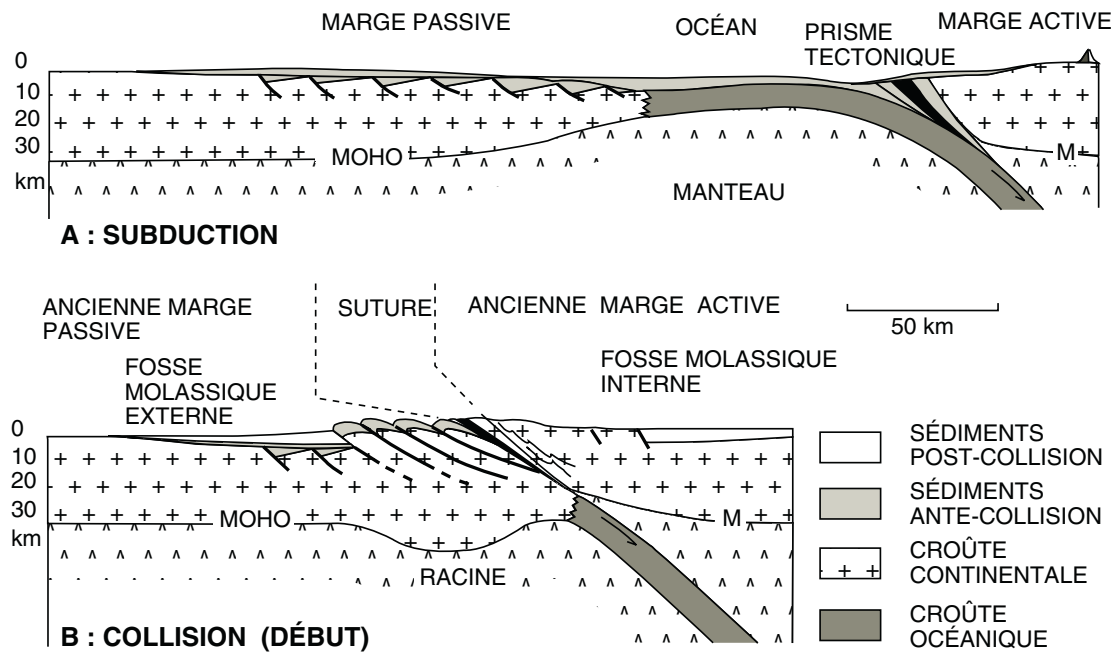 MARGE PASSIVE
OCÉAN
PRISME
TECTONIQUE
MARGE ACTIVE
0
10
20
30
km
MOHO
M
MANTEAU
A : SUBDUCTION
ANCIENNE MARGE
PASSIVE
SUTURE
ANCIENNE MARGE ACTIVE
50 km
FOSSE
MOLASSIQUE
EXTERNE
FOSSE MOLASSIQUE
INTERNE
0
10
20
30
km
MOHO
M
RACINE
B : COLLISION (DÉBUT)
SÉDIMENTS
POST-COLLISION
SÉDIMENTS
ANTE-COLLISION
CROÛTE
CONTINENTALE
CROÛTE
OCÉANIQUE